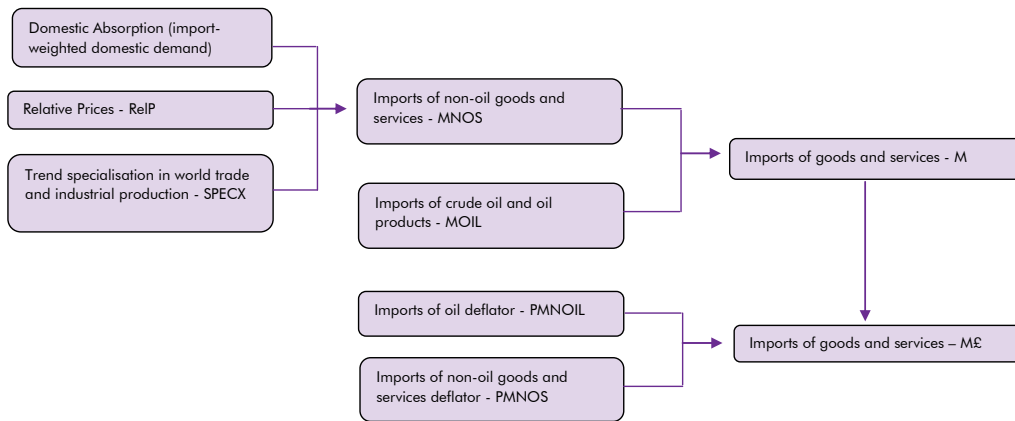 Domestic Absorption (import-
weighted domestic demand)
Relative Prices - RelP
Trend specialisation in world trade
and industrial production - SPECX
Imports of non-oil goods and
services - MNOS
Imports of crude oil and oil
products - MOIL
Imports of goods and services - M
Imports of oil deflator - PMNOIL
Imports of non-oil goods and
services deflator - PMNOS
Imports of goods and services – M£